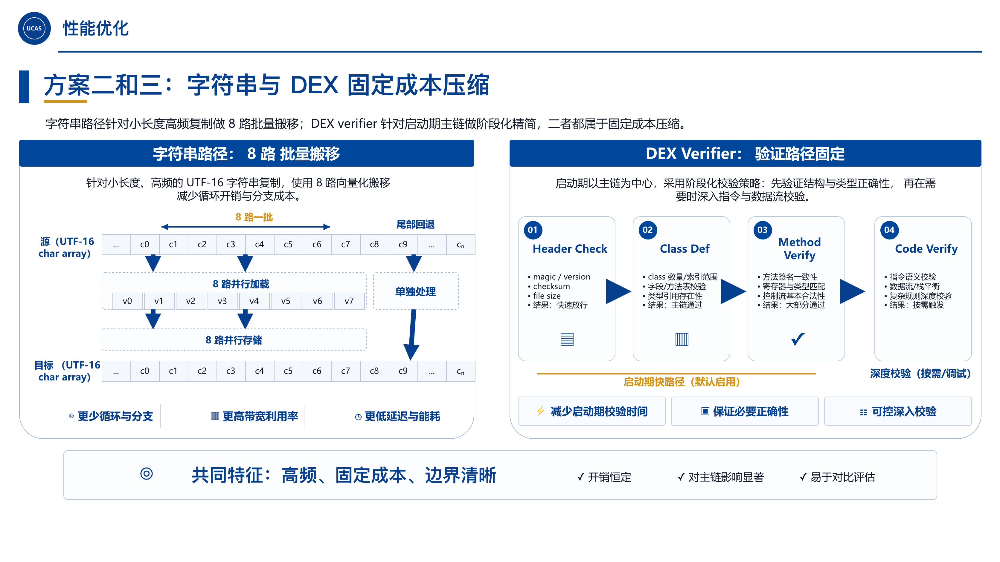 UCAS
性能优化
方案二和三：字符串与 DEX 固定成本压缩
字符串路径针对小长度高频复制做 8 路批量搬移；DEX verifier 针对启动期主链做阶段化精简，二者都属于固定成本压缩。
字符串路径： 8 路 批量搬移
针对小长度、高频的 UTF-16 字符串复制，使用 8 路向量化搬移
减少循环开销与分支成本。
8 路一批
尾部回退
源（UTF-16
char array）
... c0 c1 c2 c3 c4 c5 c6 c7 c8 c9 ... cₙ
8 路并行加载
v0 v1 v2 v3 v4 v5 v6 v7
单独处理
8 路并行存储
目标 （UTF-16
char array）
... c0 c1 c2 c3 c4 c5 c6 c7 c8 c9 ... cₙ
◎ 更少循环与分支
▥ 更高带宽利用率
◷ 更低延迟与能耗
DEX Verifier： 验证路径固定
启动期以主链为中心，采用阶段化校验策略：先验证结构与类型正确性， 再在需
要时深入指令与数据流校验。
01
Header Check
• magic / version
• checksum
• file size
• 结果：快速放行
▤
02
Class Def
• class 数量/索引范围
• 字段/方法表校验
• 类型引用存在性
• 结果：主链通过
▥
03
Method
Verify
• 方法签名一致性
• 寄存器与类型匹配
• 控制流基本合法性
• 结果：大部分通过
✓
04
Code Verify
• 指令语义校验
• 数据流/栈平衡
• 复杂规则深度校验
• 结果：按需触发
启动期快路径（默认启用）
深度校验（按需/调试）
⚡ 减少启动期校验时间
▣ 保证必要正确性
☷ 可控深入校验
◎ 共同特征：高频、固定成本、边界清晰
✓ 开销恒定
✓ 对主链影响显著
✓ 易于对比评估